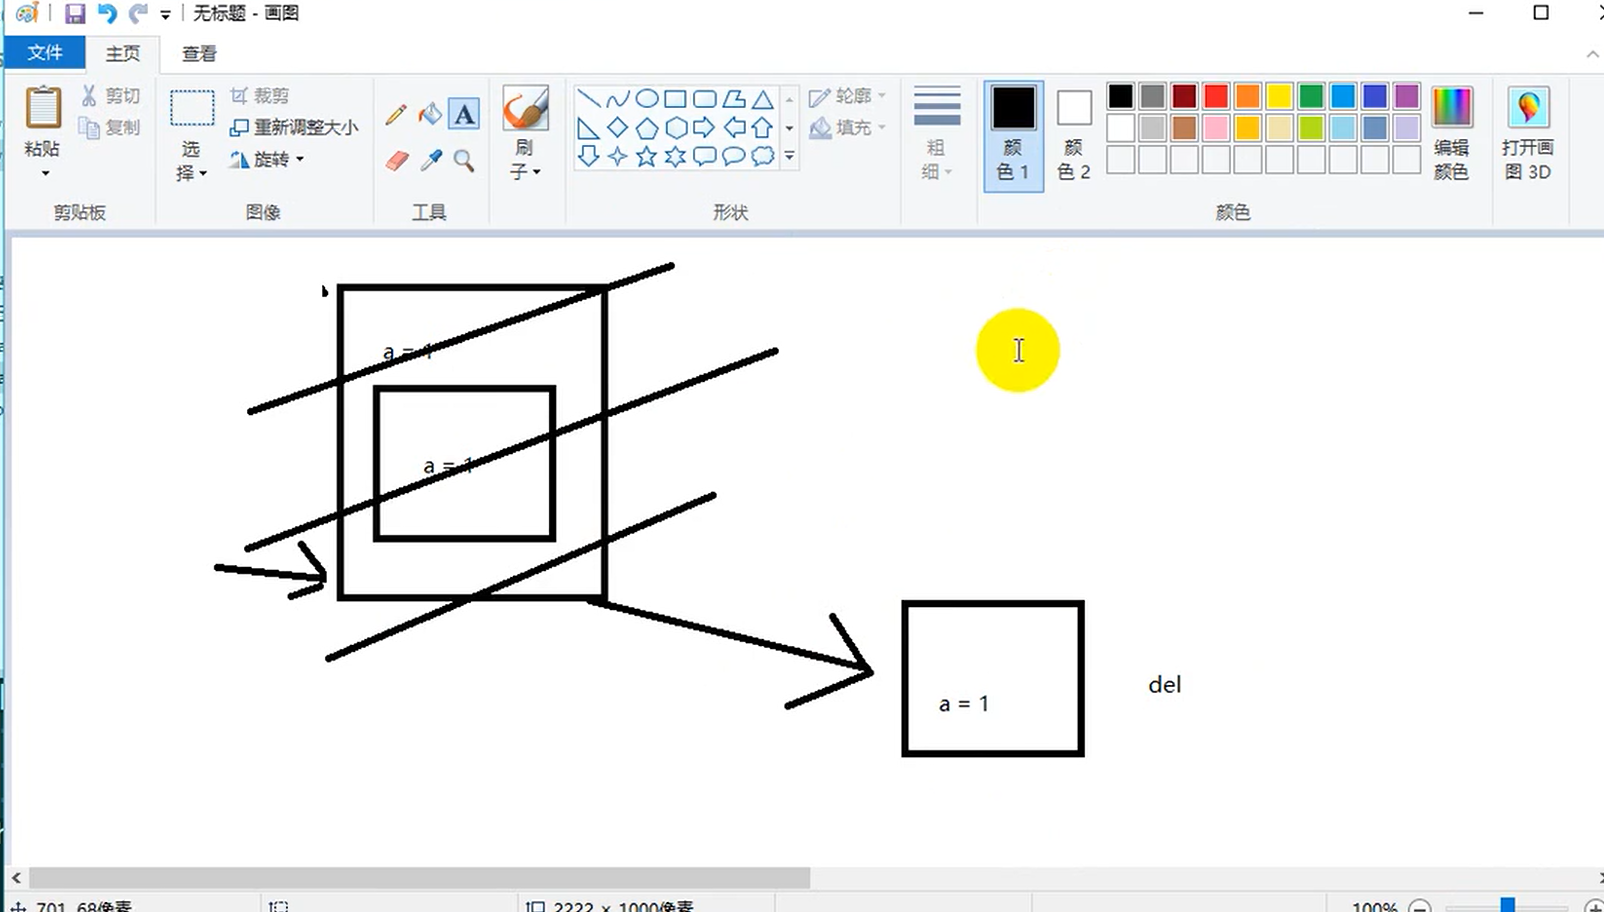 无标题 - 画图
文件 主页 查看
粘贴
剪切
复制
剪贴板
选择
裁剪
重新调整大小
旋转
图像
A
工具
刷子
形状
轮廓
填充
粗细
颜色 1
颜色 2
颜色
编辑颜色
打开画图 3D
a = 1
a = 1
a = 1
del
701, 68像素
2222 × 1000像素
100%